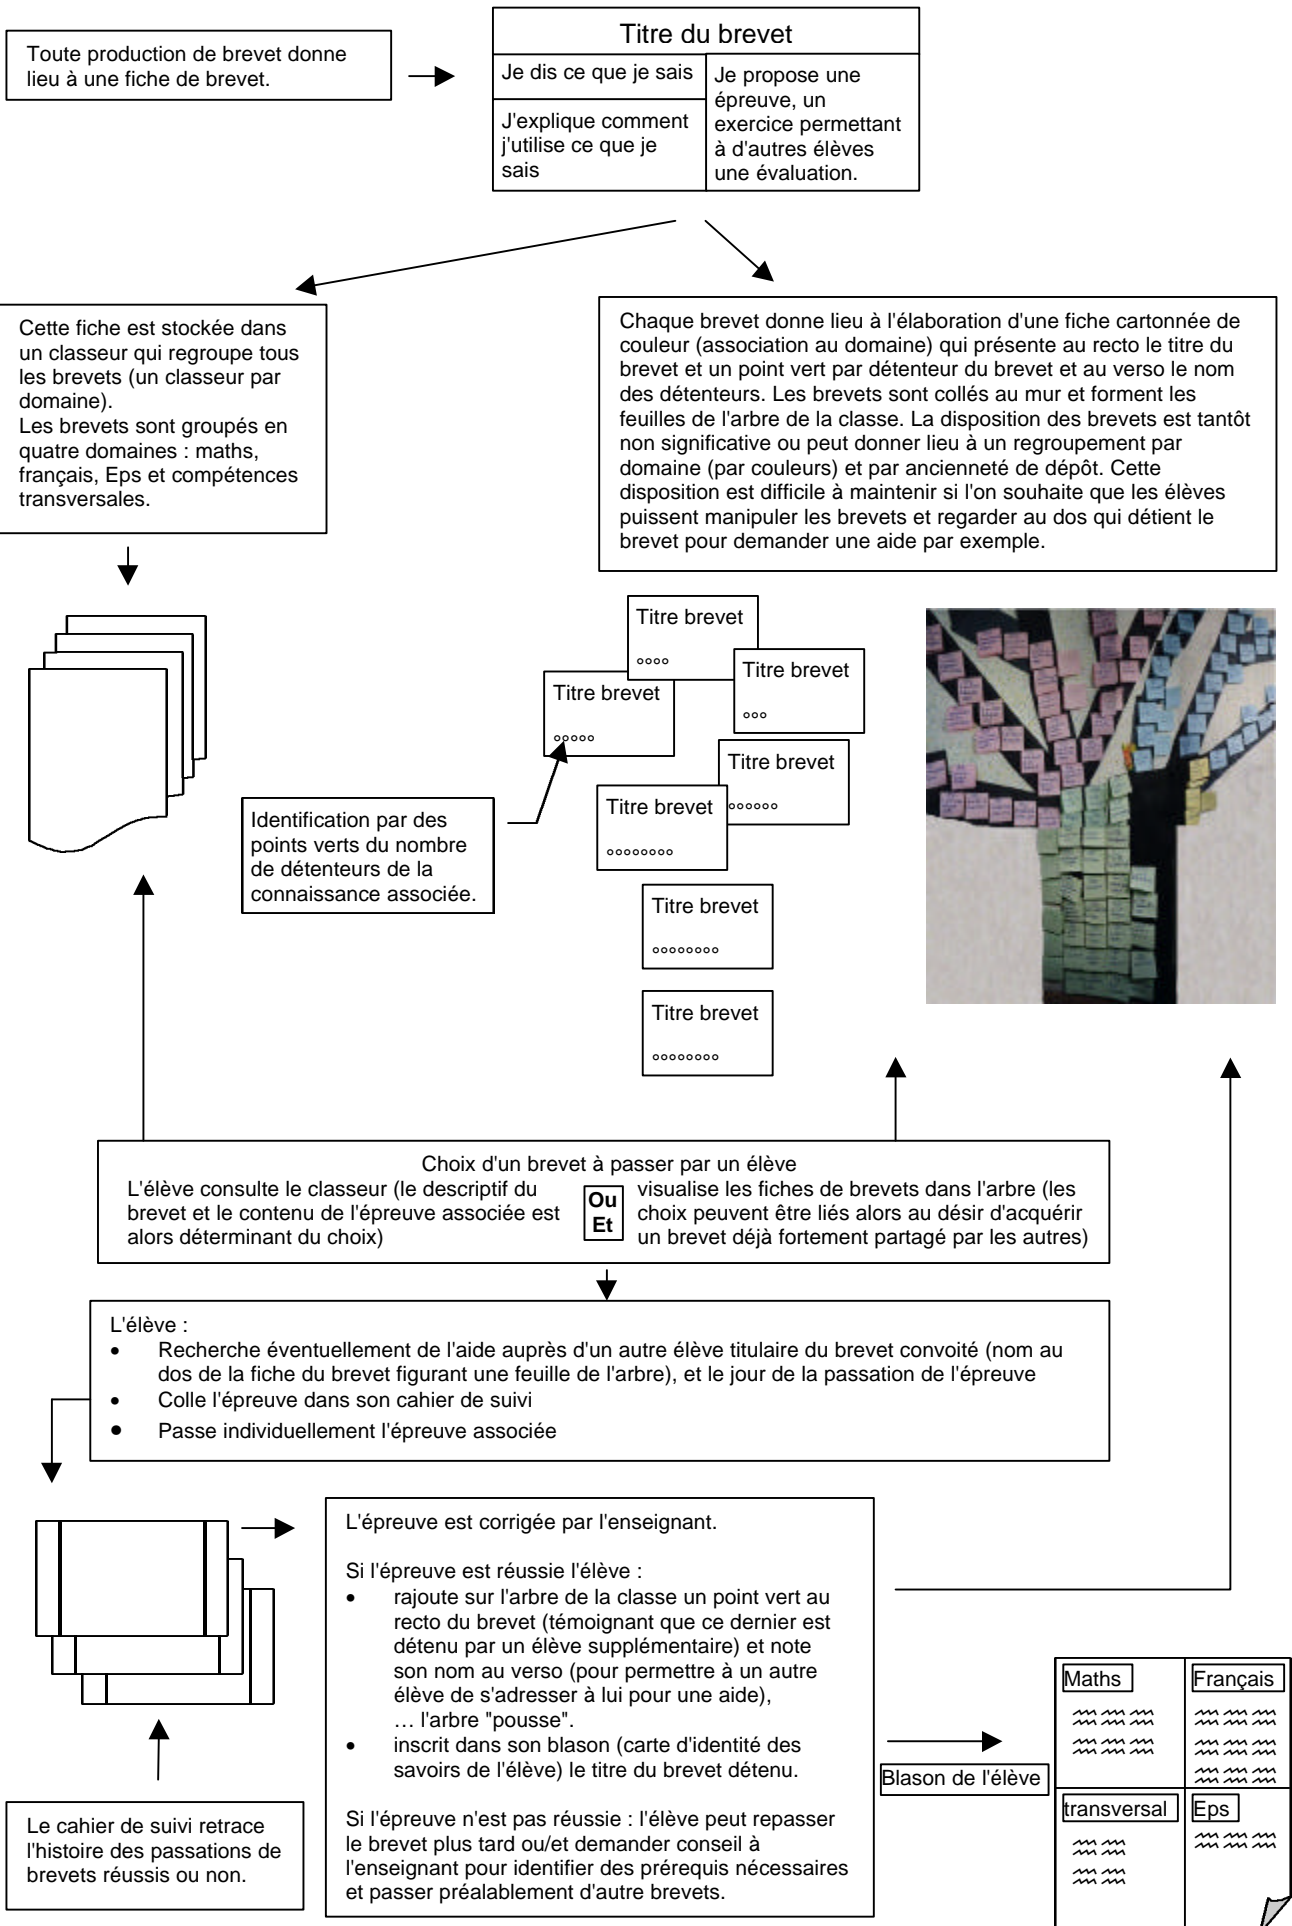 Toute production de brevet donne
lieu à une fiche de brevet.
Titre du brevet
Je dis ce que je sais
J'explique comment
j'utilise ce que je
sais
Je propose une
épreuve, un
exercice permettant
à d'autres élèves
une évaluation.
Cette fiche est stockée dans
un classeur qui regroupe tous
les brevets (un classeur par
domaine).
Les brevets sont groupés en
quatre domaines : maths,
français, Eps et compétences
transversales.
Chaque brevet donne lieu à l'élaboration d'une fiche cartonnée de
couleur (association au domaine) qui présente au recto le titre du
brevet et un point vert par détenteur du brevet et au verso le nom
des détenteurs. Les brevets sont collés au mur et forment les
feuilles de l'arbre de la classe. La disposition des brevets est tantôt
non significative ou peut donner lieu à un regroupement par
domaine (par couleurs) et par ancienneté de dépôt. Cette
disposition est difficile à maintenir si l'on souhaite que les élèves
puissent manipuler les brevets et regarder au dos qui détient le
brevet pour demander une aide par exemple.
Titre brevet
Titre brevet
Titre brevet
Titre brevet
Titre brevet
Titre brevet
Titre brevet
Identification par des
points verts du nombre
de détenteurs de la
connaissance associée.
Choix d'un brevet à passer par un élève
L'élève consulte le classeur (le descriptif du
brevet et le contenu de l'épreuve associée est
alors déterminant du choix)
Ou
Et
visualise les fiches de brevets dans l'arbre (les
choix peuvent être liés alors au désir d'acquérir
un brevet déjà fortement partagé par les autres)
L'élève :
• Recherche éventuellement de l'aide auprès d'un autre élève titulaire du brevet convoité (nom au
dos de la fiche du brevet figurant une feuille de l'arbre), et le jour de la passation de l'épreuve
• Colle l'épreuve dans son cahier de suivi
• Passe individuellement l'épreuve associée
L'épreuve est corrigée par l'enseignant.
Si l'épreuve est réussie l'élève :
• rajoute sur l'arbre de la classe un point vert au
recto du brevet (témoignant que ce dernier est
détenu par un élève supplémentaire) et note
son nom au verso (pour permettre à un autre
élève de s'adresser à lui pour une aide),
… l'arbre "pousse".
• inscrit dans son blason (carte d'identité des
savoirs de l'élève) le titre du brevet détenu.
Si l'épreuve n'est pas réussie : l'élève peut repasser
le brevet plus tard ou/et demander conseil à
l'enseignant pour identifier des prérequis nécessaires
et passer préalablement d'autre brevets.
Le cahier de suivi retrace
l'histoire des passations de
brevets réussis ou non.
Blason de l'élève
Maths
Français
transversal
Eps